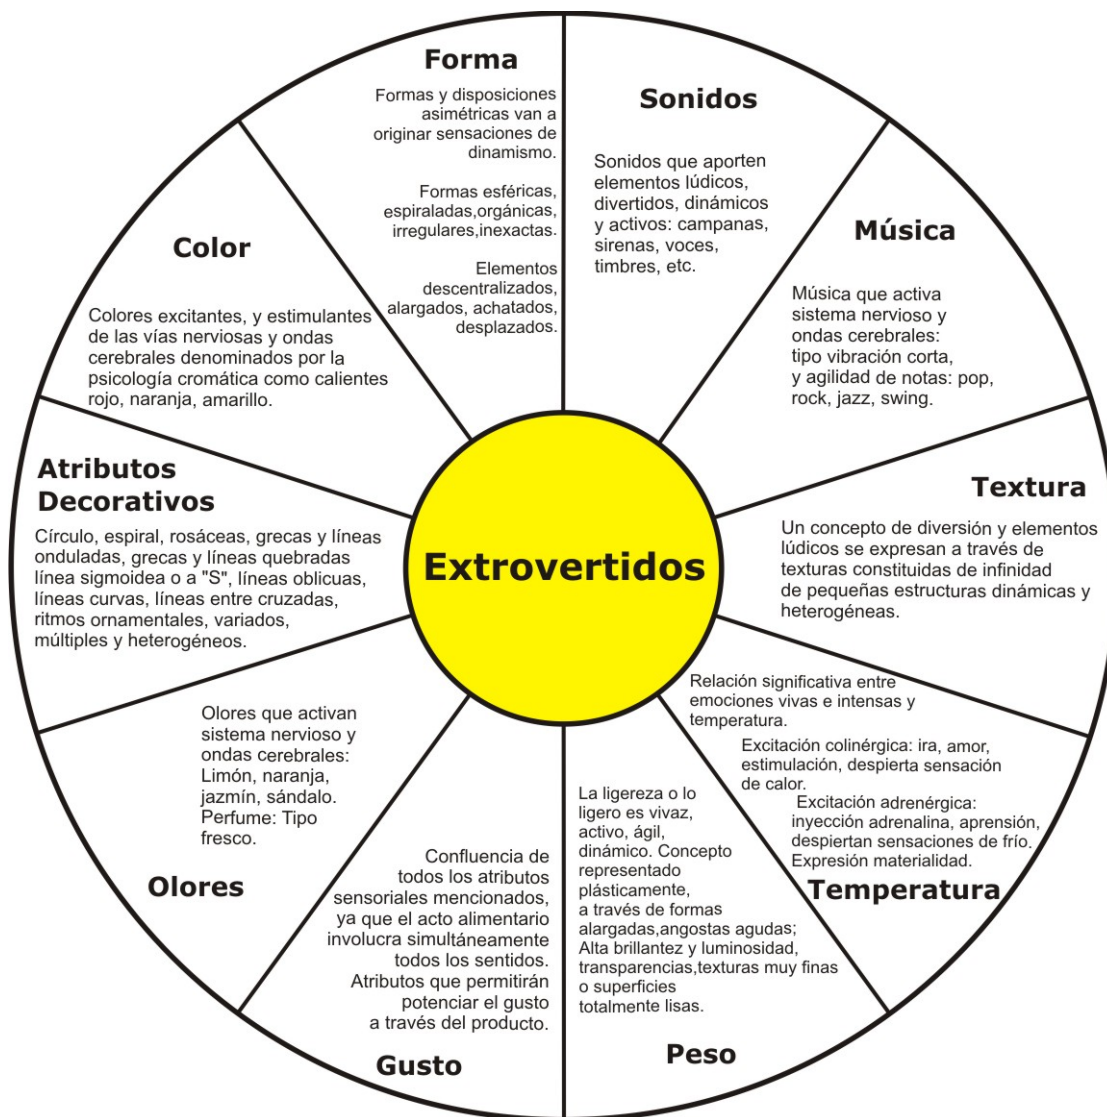 Forma
Formas y disposiciones
asimétricas van a
originar sensaciones de
dinamismo.
Formas esféricas,
espiraladas,orgánicas,
irregulares,inexactas.
Elementos
descentralizados,
alargados, achatados,
desplazados.
Sonidos
Sonidos que aporten
elementos lúdicos,
divertidos, dinámicos
y activos: campanas,
sirenas, voces,
timbres, etc.
Música
Música que activa
sistema nervioso y
ondas cerebrales:
tipo vibración corta,
y agilidad de notas: pop,
rock, jazz, swing.
Textura
Un concepto de diversión y elementos
lúdicos se expresan a través de
texturas constituidas de infinidad
de pequeñas estructuras dinámicas y
heterogéneas.
Relación significativa entre
emociones vivas e intensas y
temperatura.
Excitación colinérgica: ira, amor,
estimulación, despierta sensación
de calor.
Excitación adrenérgica:
inyección adrenalina, aprensión,
despiertan sensaciones de frío.
Expresión materialidad.
Temperatura
La ligereza o lo
ligero es vivaz,
activo, ágil,
dinámico. Concepto
representado
plásticamente,
a través de formas
alargadas,angostas agudas;
Alta brillantez y luminosidad,
transparencias,texturas muy finas
o superficies
totalmente lisas.
Peso
Confluencia de
todos los atributos
sensoriales mencionados,
ya que el acto alimentario
involucra simultáneamente
todos los sentidos.
Atributos que permitirán
potenciar el gusto
a través del producto.
Gusto
Olores que activan
sistema nervioso y
ondas cerebrales:
Limón, naranja,
jazmín, sándalo.
Perfume: Tipo
fresco.
Olores
Atributos
Decorativos
Círculo, espiral, rosáceas, grecas y líneas
onduladas, grecas y líneas quebradas
línea sigmoidea o a "S", líneas oblicuas,
líneas curvas, líneas entre cruzadas,
ritmos ornamentales, variados,
múltiples y heterogéneos.
Color
Colores excitantes, y estimulantes
de las vías nerviosas y ondas
cerebrales denominados por la
psicología cromática como calientes
rojo, naranja, amarillo.
Extrovertidos